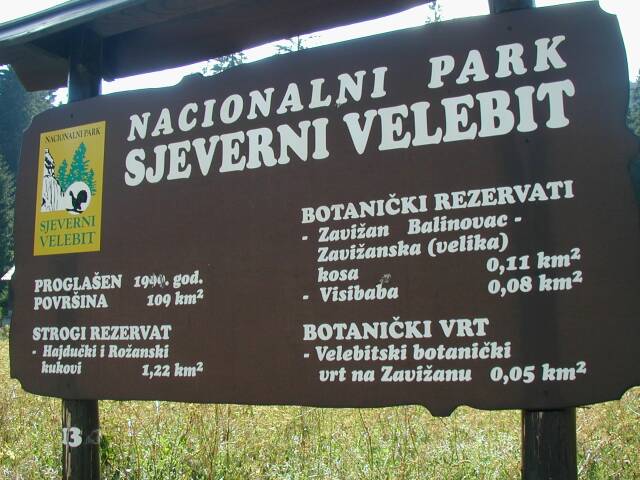 NACIONALNI PARK
SJEVERNI VELEBIT
NACIONALNI PARK
SJEVERNI
VELEBIT
PROGLAŠEN god.
POVRŠINA 109 km²
STROGI REZERVAT
- Hajdučki i Rožanski
kukovi 1,22 km²
BOTANIČKI REZERVATI
- Zavižan Balinovac -
Zavižanska (velika)
kosa 0,11 km²
- Visibaba 0,08 km²
BOTANIČKI VRT
- Velebitski botanički
vrt na Zavižanu 0,05 km²
13